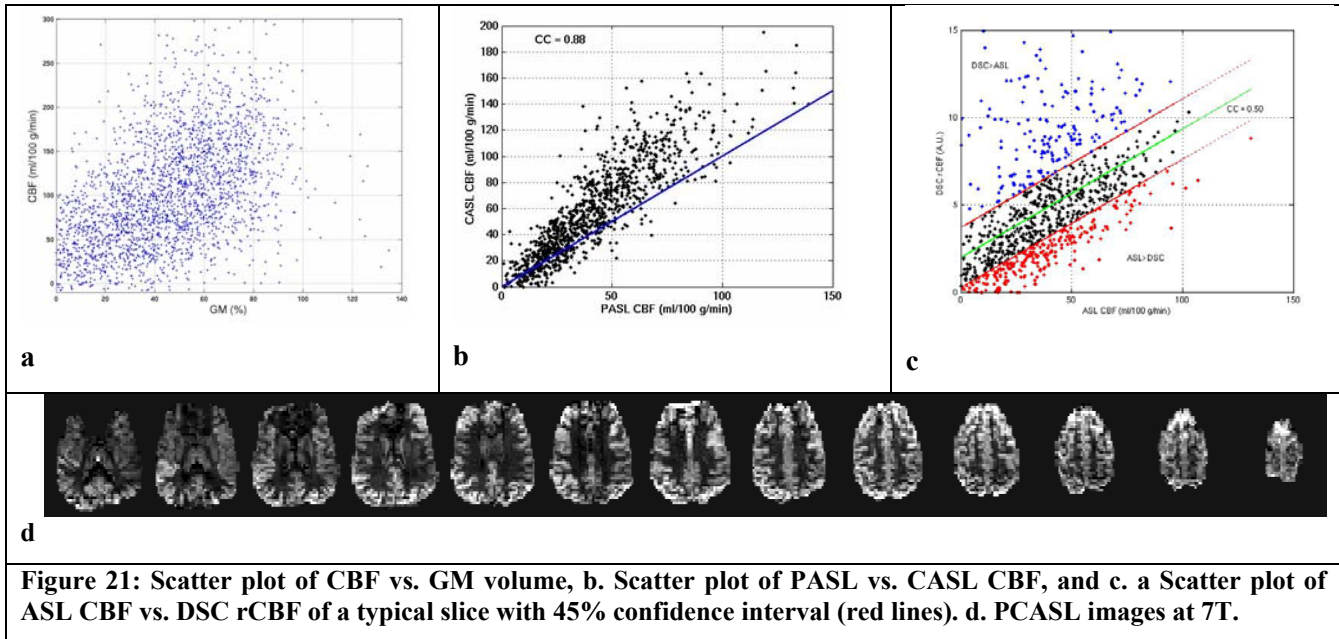 300
250
200
150
100
50
0
CBF (ml/100 g/min)
0 20 40 60 80 100 120 140
GM (%)
a
CC = 0.88
200
180
160
140
120
100
80
60
40
20
0
CASL CBF (ml/100 g/min)
0 50 100 150
PASL CBF (ml/100 g/min)
b
15
10
5
0
DSC rCBF (A.U.)
DSC>ASL
CC = 0.50
ASL>DSC
0 50 100 150
ASL CBF (ml/100 g/min)
c
d
Figure 21: Scatter plot of CBF vs. GM volume, b. Scatter plot of PASL vs. CASL CBF, and c. a Scatter plot of
ASL CBF vs. DSC rCBF of a typical slice with 45% confidence interval (red lines). d. PCASL images at 7T.